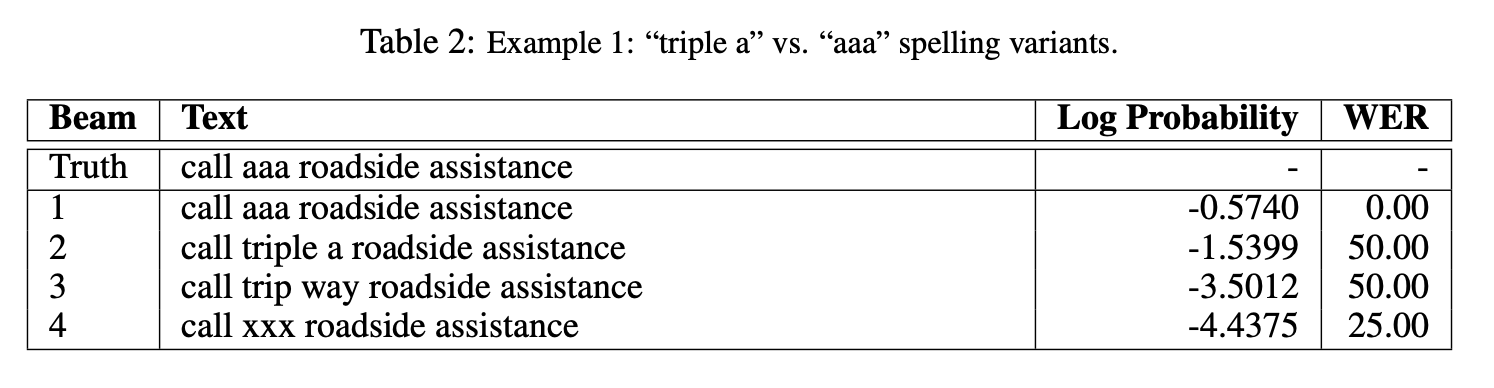 Table 2: Example 1: “triple a” vs. “aaa” spelling variants.
Beam Text Log Probability WER
Truth call aaa roadside assistance - -
1 call aaa roadside assistance -0.5740 0.00
2 call triple a roadside assistance -1.5399 50.00
3 call trip way roadside assistance -3.5012 50.00
4 call xxx roadside assistance -4.4375 25.00